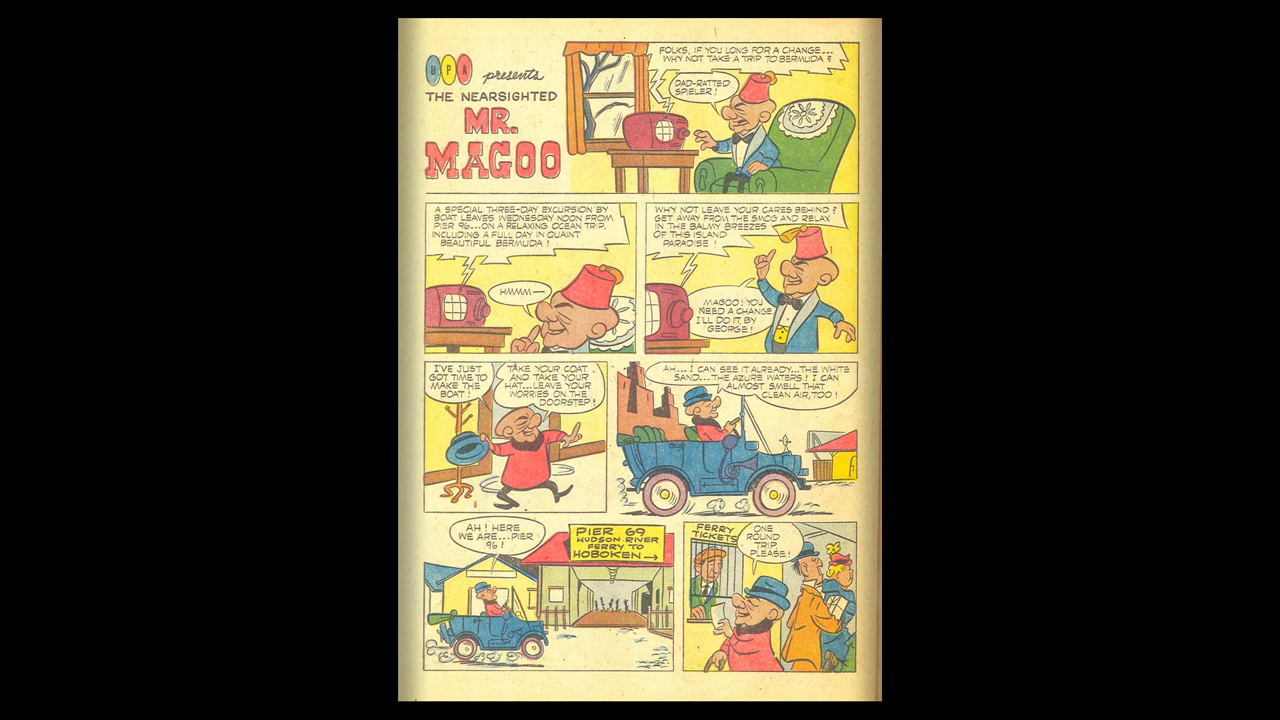 UPA presents
THE NEARSIGHTED
MR.
MAGOO
FOLKS, IF YOU LONG FOR A CHANGE...
WHY NOT TAKE A TRIP TO BERMUDA?
DAD-RATTED
SPIELER!
A SPECIAL THREE-DAY EXCURSION BY
BOAT LEAVES WEDNESDAY NOON FROM
PIER 96...ON A RELAXING OCEAN TRIP,
INCLUDING A FULL DAY IN QUAINT
BEAUTIFUL BERMUDA!
HMMM—
WHY NOT LEAVE YOUR CARES BEHIND?
GET AWAY FROM THE SMOG AND RELAX
IN THE BALMY BREEZES
OF THIS ISLAND
PARADISE!
MAGOO! YOU
NEED A CHANGE
I'LL DO IT, BY
GEORGE!
I'VE JUST
GOT TIME TO
MAKE THE
BOAT!
TAKE YOUR COAT
AND TAKE YOUR
HAT...LEAVE YOUR
WORRIES ON THE
DOORSTEP!
AH...I CAN SEE IT ALREADY...THE WHITE
SAND...THE AZURE WATERS! I CAN
ALMOST SMELL THAT
CLEAN AIR, TOO!
AH! HERE
WE ARE...PIER
96!
PIER 69
HUDSON RIVER
FERRY TO
HOBOKEN→
FERRY
TICKETS
ONE
ROUND
TRIP
PLEASE!